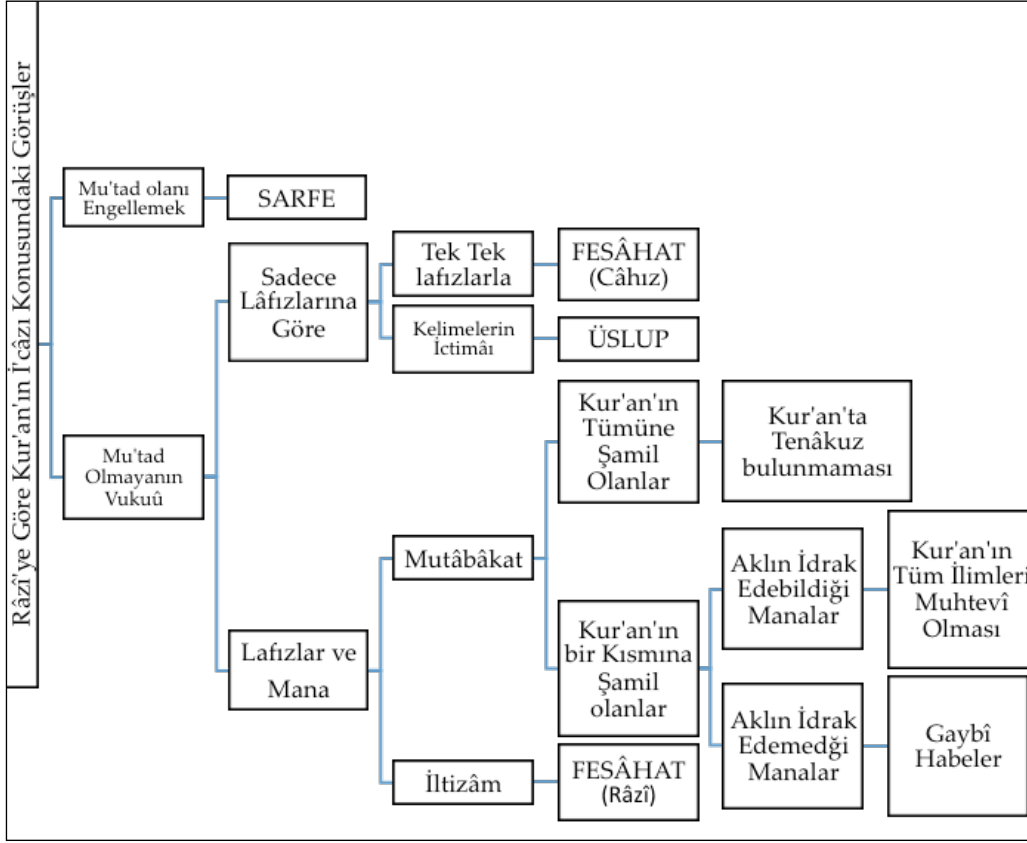 Râzî'ye Göre Kur'an'ın İ'câzı Konusundaki Görüşler
Mu'tad olanı
Engellemek
SARFE
Mu'tad
Olmayanın
Vukuû
Sadece
Lâfızlarına
Göre
Tek Tek
lafızlarla
FESÂHAT
(Câhız)
Kelimelerin
İctimâı
ÜSLUP
Lafızlar ve
Mana
Mutâbâkat
Kur'an'ın
Tümüne
Şamil
Olanlar
Kur'an'ta
Tenâkuz
bulunmaması
Kur'an'ın
bir Kısmına
Şamil
olanlar
Aklın İdrak
Edebildiği
Manalar
Kur'an'ın
Tüm İlimleri
Muhtevî
Olması
Aklın İdrak
Edemedği
Manalar
Gaybî
Habeler
İltizâm
FESÂHAT
(Râzî)